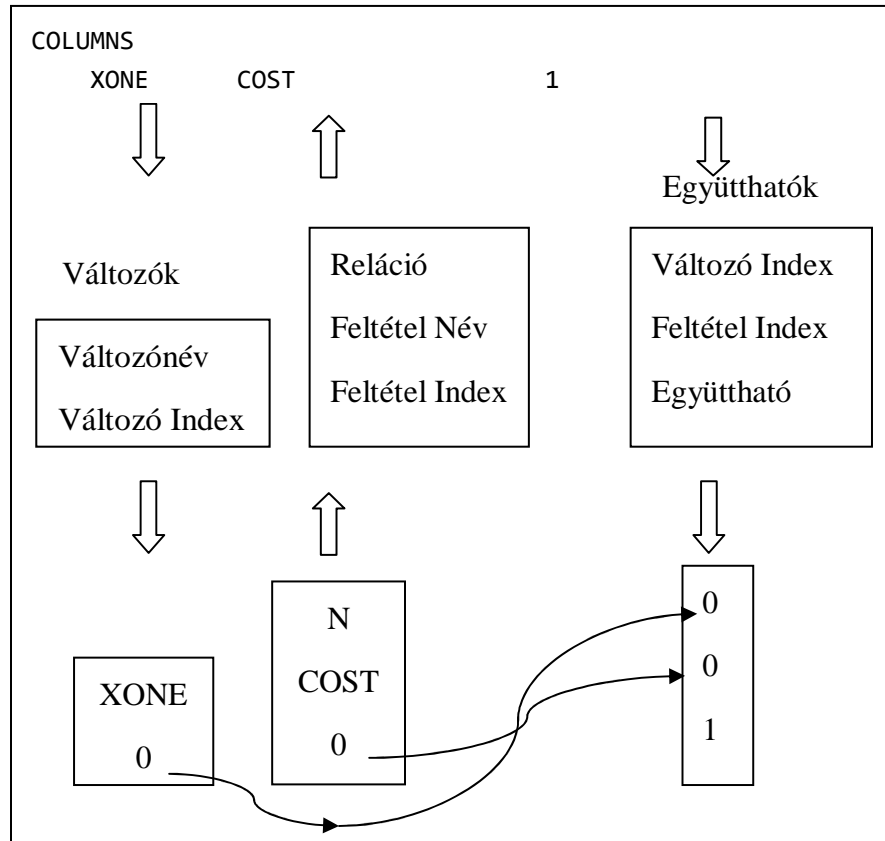 COLUMNS
XONE COST 1
Együtthatók
Változók
Változónév
Változó Index
Reláció
Feltétel Név
Feltétel Index
Változó Index
Feltétel Index
Együttható
XONE
0
N
COST
0
0
0
1